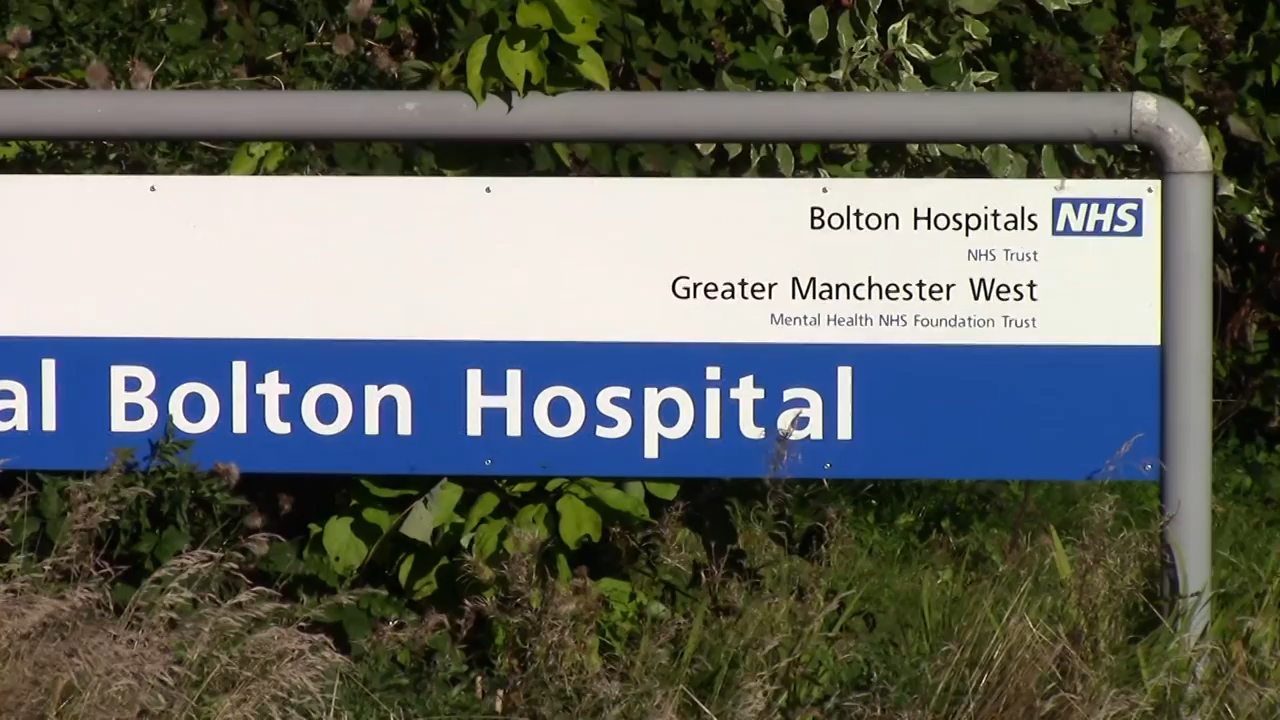 Bolton Hospitals NHS
NHS Trust
Greater Manchester West
Mental Health NHS Foundation Trust
al Bolton Hospital